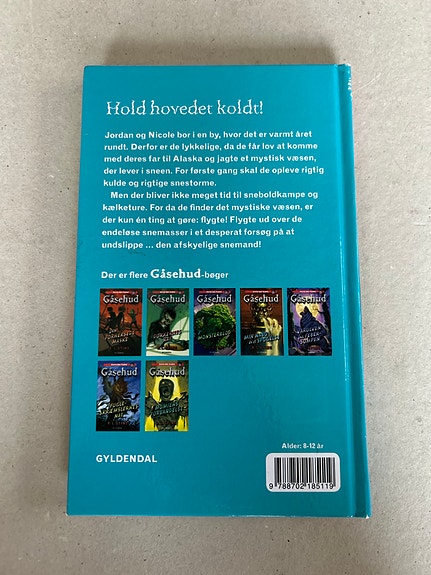 Hold hovedet koldt!
Jordan og Nicole bor i en by, hvor det er varmt året
rundt. Derfor er de lykkelige, da de får lov at komme
med deres far til Alaska og jagte et mystisk væsen,
der lever i sneen. For første gang skal de opleve rigtig
kulde og rigtige snestorme.
Men der bliver ikke meget tid til sneboldkampe og
kælketure. For da de finder det mystiske væsen, er
der kun én ting at gøre: flygte! Flygte ud over de
endeløse snemasser i et desperat forsøg på at
undslippe ... den afskyelige snemand!
Der er flere Gåsehud-bøger
Gåsehud Gåsehud Gåsehud Gåsehud Gåsehud
MONSTERBLOD
Gåsehud Gåsehud
Alder: 8-12 år
GYLDENDAL
9 788702 185119